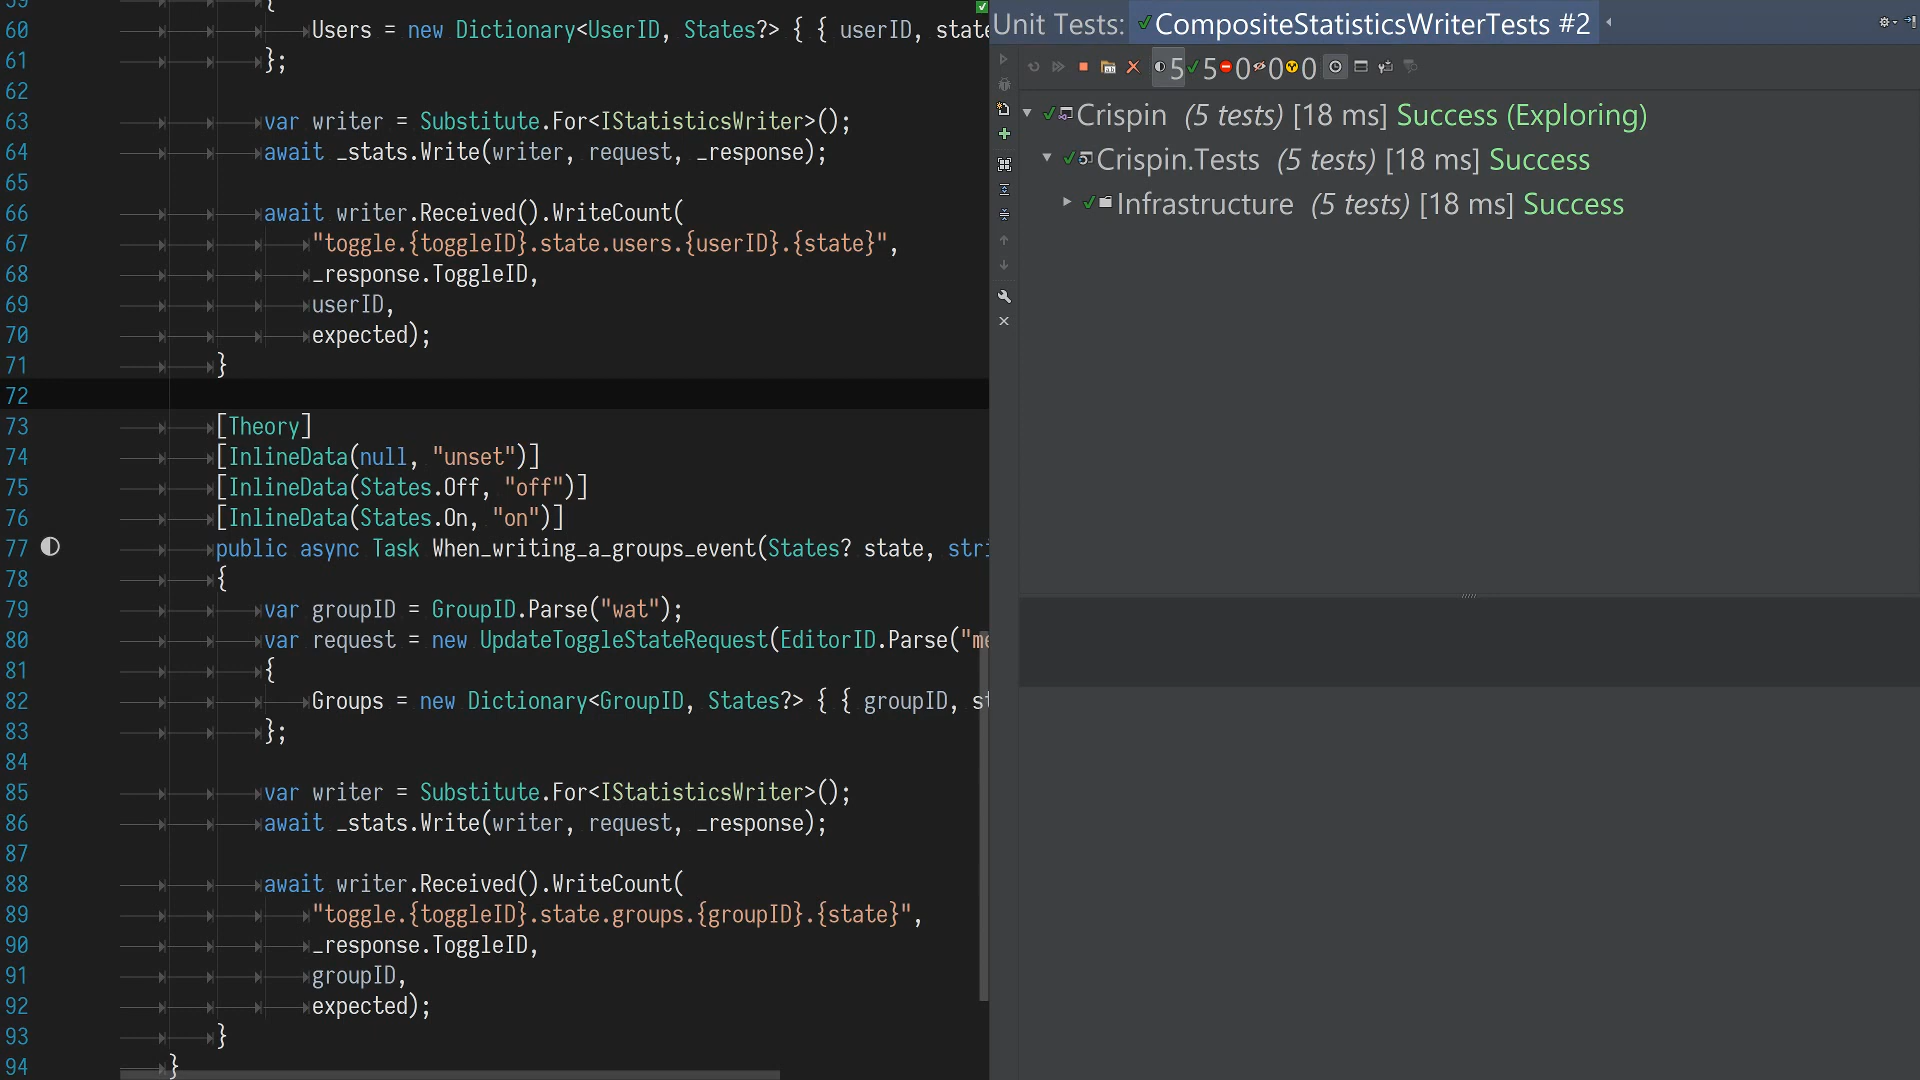 59 {
60 Users = new Dictionary<UserID, States?> { { userID, state
61 };
62
63 var writer = Substitute.For<IStatisticsWriter>();
64 await _stats.Write(writer, request, _response);
65
66 await writer.Received().WriteCount(
67 "toggle.{toggleID}.state.users.{userID}.{state}",
68 _response.ToggleID,
69 userID,
70 expected);
71 }
72
73 [Theory]
74 [InlineData(null, "unset")]
75 [InlineData(States.Off, "off")]
76 [InlineData(States.On, "on")]
77 public async Task When_writing_a_groups_event(States? state, stri
78 {
79 var groupID = GroupID.Parse("wat");
80 var request = new UpdateToggleStateRequest(EditorID.Parse("me
81 {
82 Groups = new Dictionary<GroupID, States?> { { groupID, st
83 };
84
85 var writer = Substitute.For<IStatisticsWriter>();
86 await _stats.Write(writer, request, _response);
87
88 await writer.Received().WriteCount(
89 "toggle.{toggleID}.state.groups.{groupID}.{state}",
90 _response.ToggleID,
91 groupID,
92 expected);
93 }
94 }
Unit Tests: CompositeStatisticsWriterTests #2
5 5 0 0 0
Crispin (5 tests) [18 ms] Success (Exploring)
Crispin.Tests (5 tests) [18 ms] Success
Infrastructure (5 tests) [18 ms] Success